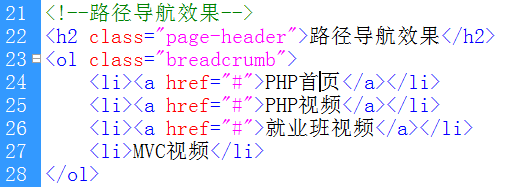 21 <!--路径导航效果-->
22 <h2 class="page-header">路径导航效果</h2>
23 <ol class="breadcrumb">
24     <li><a href="#">PHP首页</a></li>
25     <li><a href="#">PHP视频</a></li>
26     <li><a href="#">就业班视频</a></li>
27     <li>MVC视频</li>
28 </ol>